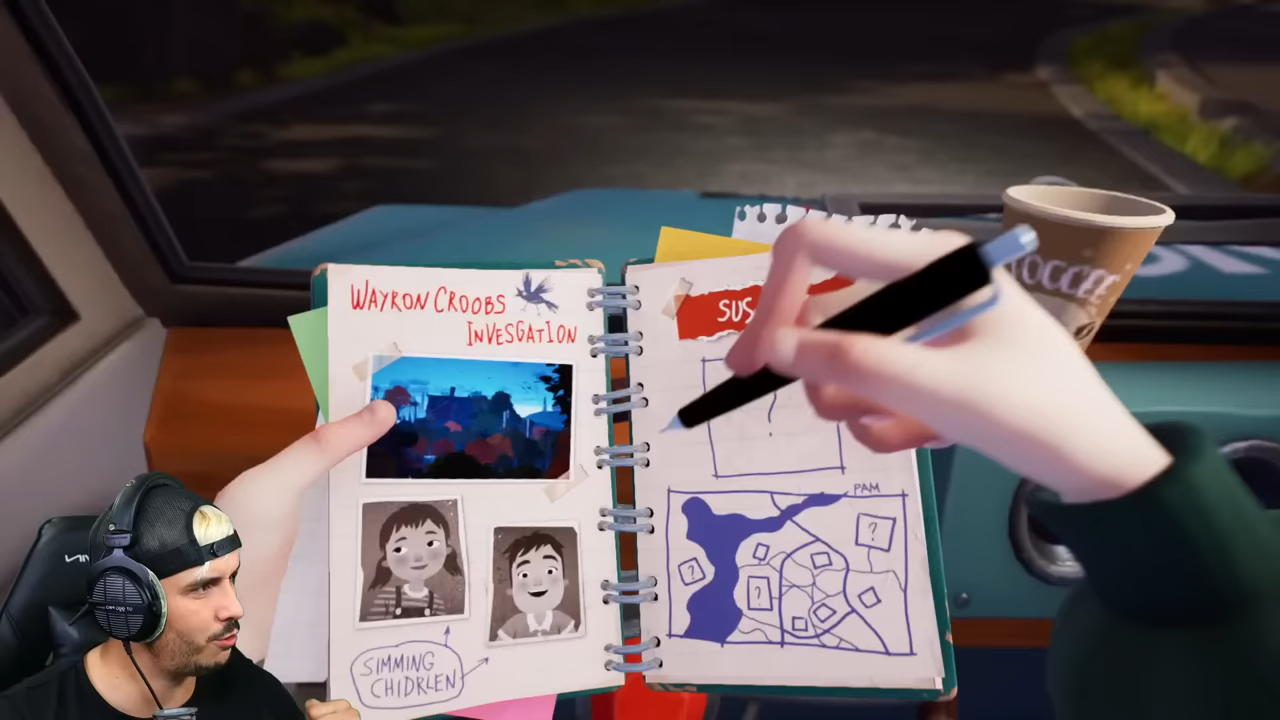 WAYRON CROOBS
INVESGATION
SUS
?
PAM
?
?
?
SIMMING
CHIDRLEN